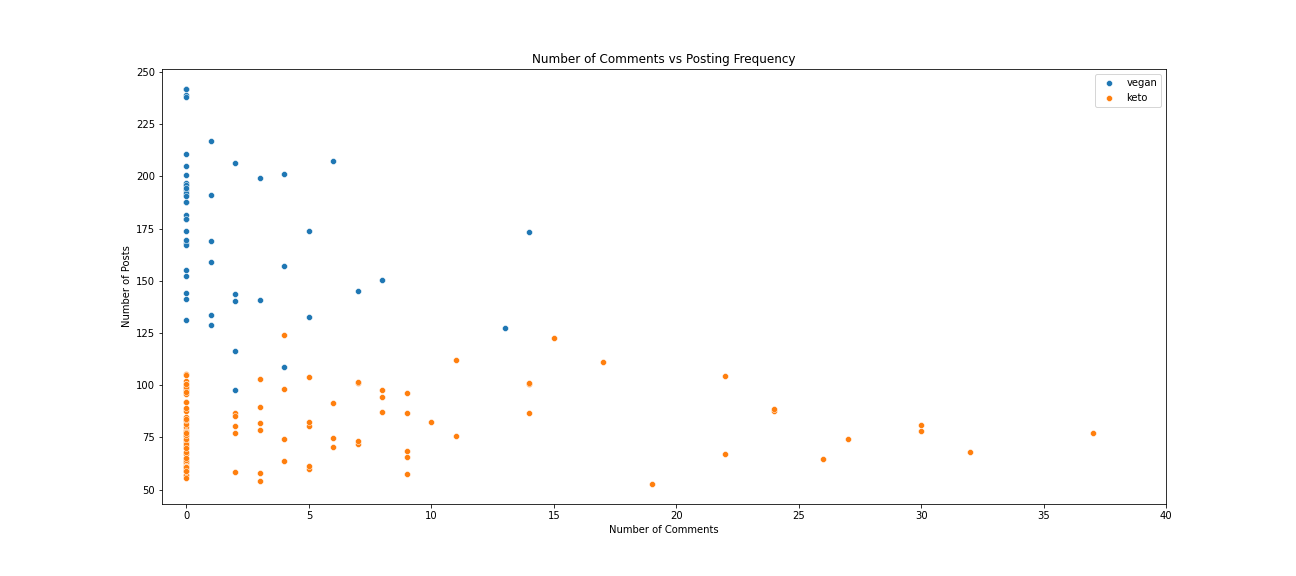 Number of Comments vs Posting Frequency
250
225
200
175
150
125
100
75
50
Number of Posts
vegan
keto
0 5 10 15 20 25 30 35 40
Number of Comments